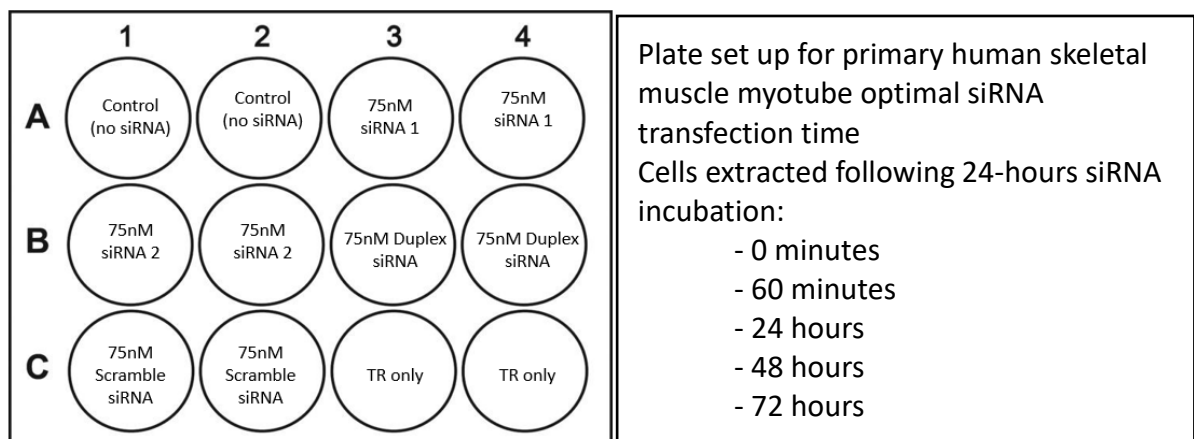 1 2 3 4
A
Control
(no siRNA)
Control
(no siRNA)
75nM
siRNA 1
75nM
siRNA 1
B
75nM
siRNA 2
75nM
siRNA 2
75nM Duplex
siRNA
75nM Duplex
siRNA
C
75nM
Scramble
siRNA
75nM
Scramble
siRNA
TR only
TR only
Plate set up for primary human skeletal
muscle myotube optimal siRNA
transfection time
Cells extracted following 24-hours siRNA
incubation:
- 0 minutes
- 60 minutes
- 24 hours
- 48 hours
- 72 hours